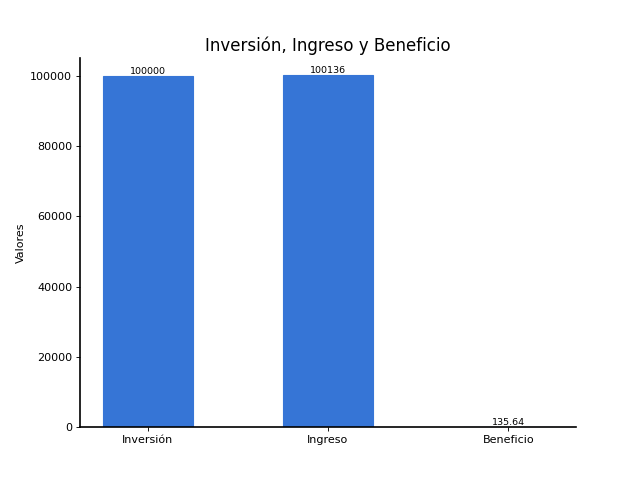 Inversión, Ingreso y Beneficio
100000
100136
135.64
100000
80000
60000
40000
20000
0
Valores
Inversión
Ingreso
Beneficio